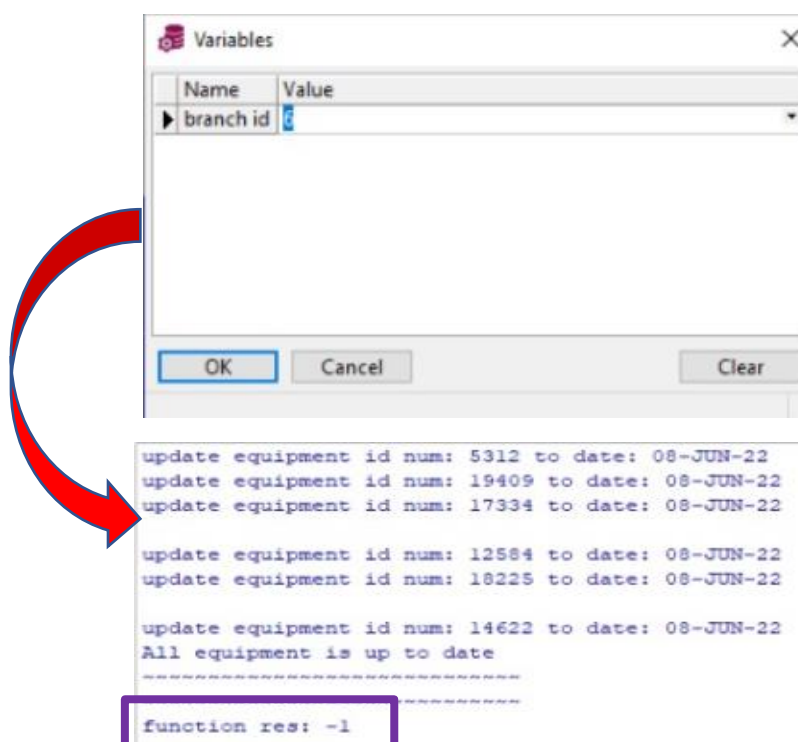 Variables
Name Value
branch id 6
OK Cancel Clear
update equipment id num: 5312 to date: 08-JUN-22
update equipment id num: 19409 to date: 08-JUN-22
update equipment id num: 17334 to date: 08-JUN-22
update equipment id num: 12584 to date: 08-JUN-22
update equipment id num: 18225 to date: 08-JUN-22
update equipment id num: 14622 to date: 08-JUN-22
All equipment is up to date
~~~~~~~~~~~~~~~~~~~~~~~~~~~~~
~~~~~~~~~~~~~~~~~~~~~~~~~~~~~
function res: -1